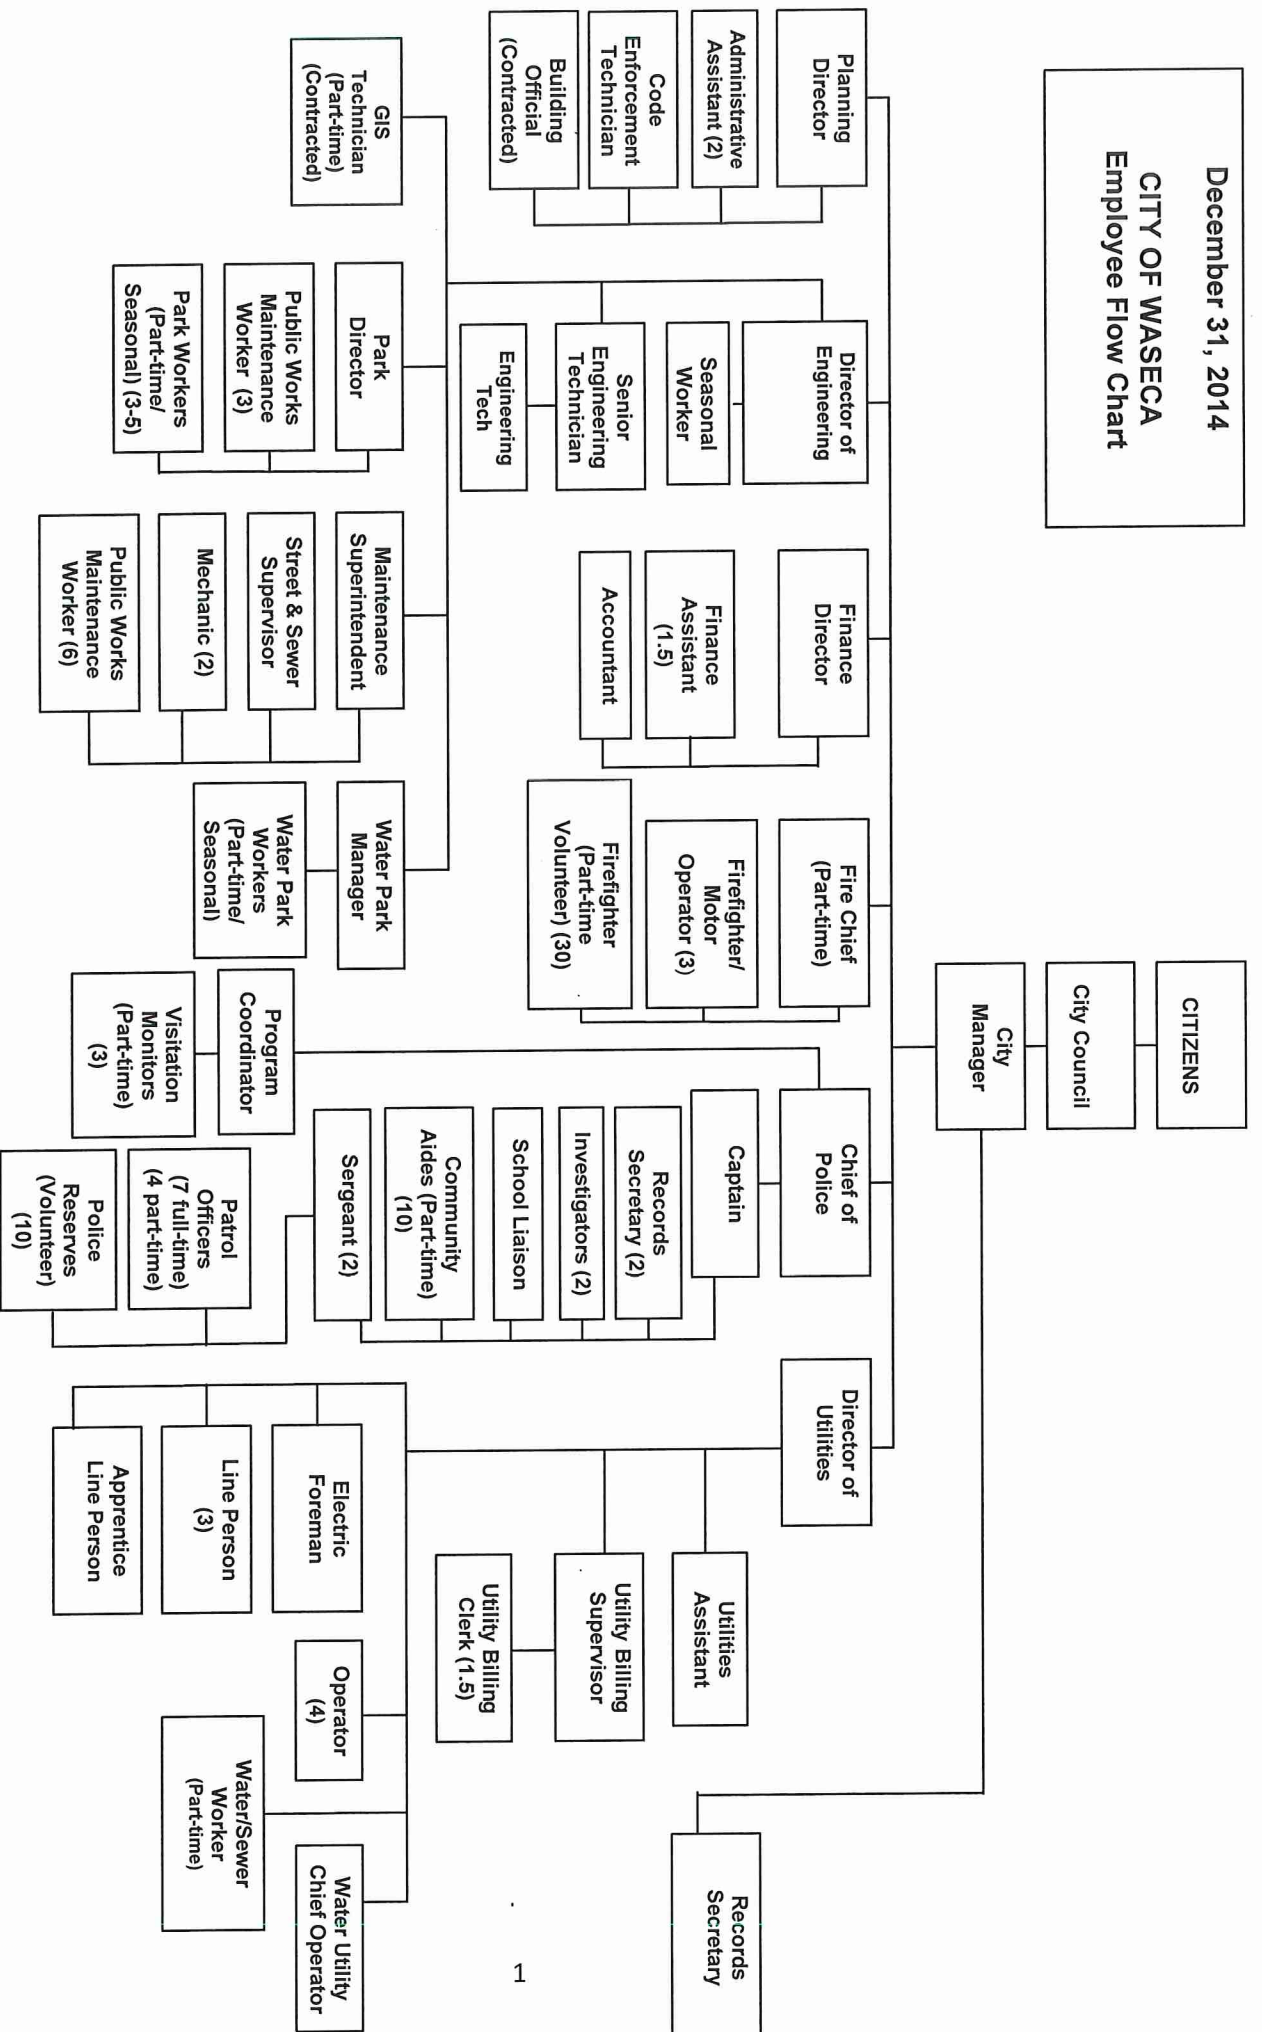 December 31, 2014
CITY OF WASECA
Employee Flow Chart
CITIZENS
City Council
City
Manager
Records
Secretary
Planning
Director
Administrative
Assistant (2)
Code
Enforcement
Technician
Building
Official
(Contracted)
Director of
Engineering
Seasonal
Worker
Senior
Engineering
Technician
Engineering
Tech
Finance
Director
Finance
Assistant
(1.5)
Accountant
Fire Chief
(Part-time)
Firefighter/
Motor
Operator (3)
Firefighter
(Part-time
Volunteer) (30)
Chief of
Police
Captain
Records
Secretary (2)
Investigators (2)
School Liaison
Community
Aides (Part-time)
(10)
Sergeant (2)
Director of
Utilities
Utilities
Assistant
Utility Billing
Supervisor
Utility Billing
Clerk (1.5)
GIS
Technician
(Part-time)
(Contracted)
Park
Director
Public Works
Maintenance
Worker (3)
Park Workers
(Part-time/
Seasonal) (3-5)
Maintenance
Superintendent
Street & Sewer
Supervisor
Mechanic (2)
Public Works
Maintenance
Worker (6)
Water Park
Manager
Water Park
Workers
(Part-time/
Seasonal)
Program
Coordinator
Visitation
Monitors
(Part-time)
(3)
Patrol
Officers
(7 full-time)
(4 part-time)
Police
Reserves
(Volunteer)
(10)
Electric
Foreman
Line Person
(3)
Apprentice
Line Person
Operator
(4)
Water/Sewer
Worker
(Part-time)
Water Utility
Chief Operator
1